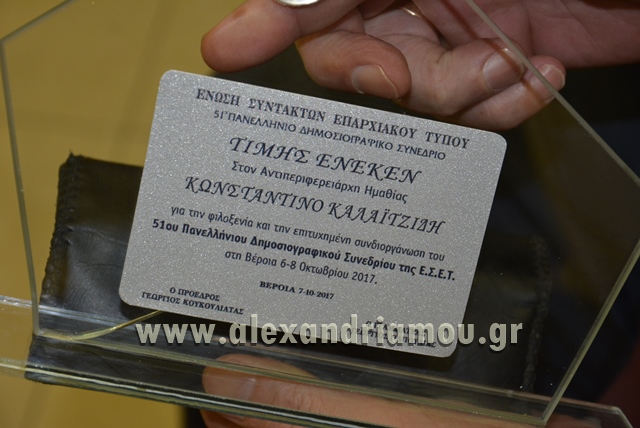 ΕΝΩΣΗ ΣΥΝΤΑΚΤΩΝ ΕΠΑΡΧΙΑΚΟΥ ΤΥΠΟΥ
51° ΠΑΝΕΛΛΗΝΙΟ ΔΗΜΟΣΙΟΓΡΑΦΙΚΟ ΣΥΝΕΔΡΙΟ
ΤΙΜΗΣ ΕΝΕΚΕΝ
Στον Αντιπεριφερειάρχη Ημαθίας
ΚΩΝΣΤΑΝΤΙΝΟ ΚΑΛΑΪΤΖΙΔΗ
για την φιλοξενία και την επιτυχημένη συνδιοργάνωση του
51ου Πανελλήνιου Δημοσιογραφικού Συνεδρίου της Ε.Σ.Ε.Τ.
στη Βέροια 6-8 Οκτωβρίου 2017.
ΒΕΡΟΙΑ 7-10-2017
Ο ΠΡΟΕΔΡΟΣ
ΓΕΩΡΓΙΟΣ ΚΟΥΚΟΥΛΙΑΤΑΣ
www.alexandriamou.gr